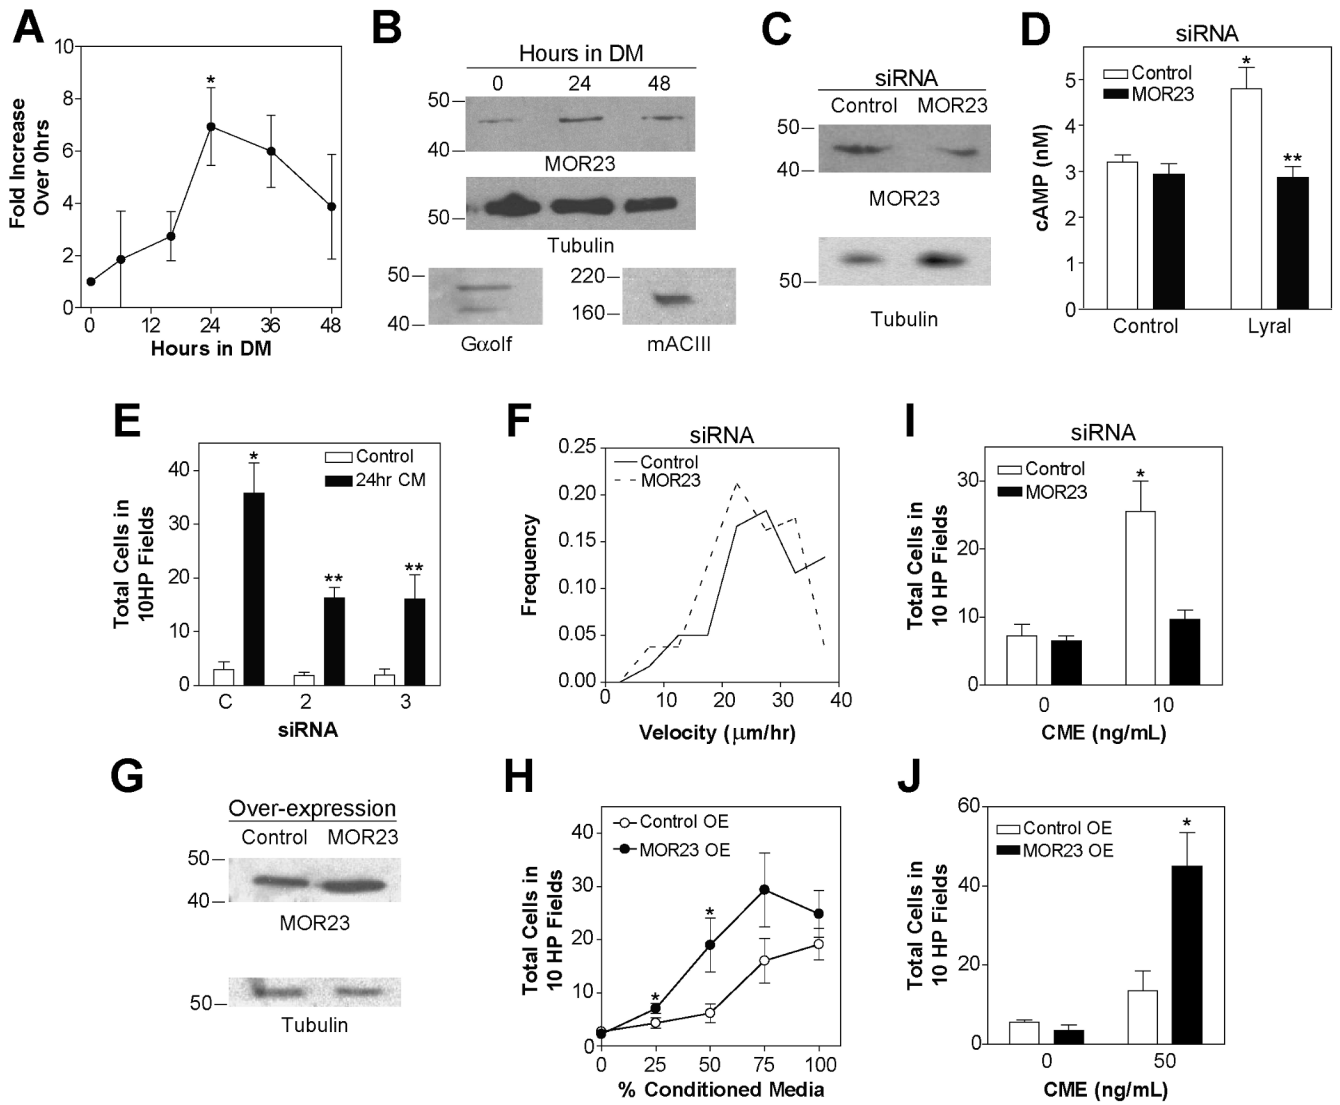 A
10
8
6
4
2
0
Fold Increase
Over 0hrs
*
0 12 24 36 48
Hours in DM
B
Hours in DM
0 24 48
50
40
MOR23
50
Tubulin
50
40
Gαolf
220
160
mACIII
C
siRNA
Control MOR23
50
40
MOR23
50
Tubulin
D
siRNA
Control
MOR23
*
**
5
4
3
2
1
0
cAMP (nM)
Control Lyral
E
Control
24hr CM
*
**
**
40
30
20
10
0
Total Cells in
10HP Fields
C 2 3
siRNA
F
siRNA
Control
MOR23
0.25
0.20
0.15
0.10
0.05
0.00
Frequency
0 10 20 30 40
Velocity (μm/hr)
I
siRNA
Control
MOR23
*
30
20
10
0
Total Cells in
10 HP Fields
0 10
CME (ng/mL)
G
Over-expression
Control MOR23
50
40
MOR23
50
Tubulin
H
Control OE
MOR23 OE
*
*
40
30
20
10
0
Total Cells in
10 HP Fields
0 25 50 75 100
% Conditioned Media
J
Control OE
MOR23 OE
*
60
40
20
0
Total Cells in
10 HP Fields
0 50
CME (ng/mL)